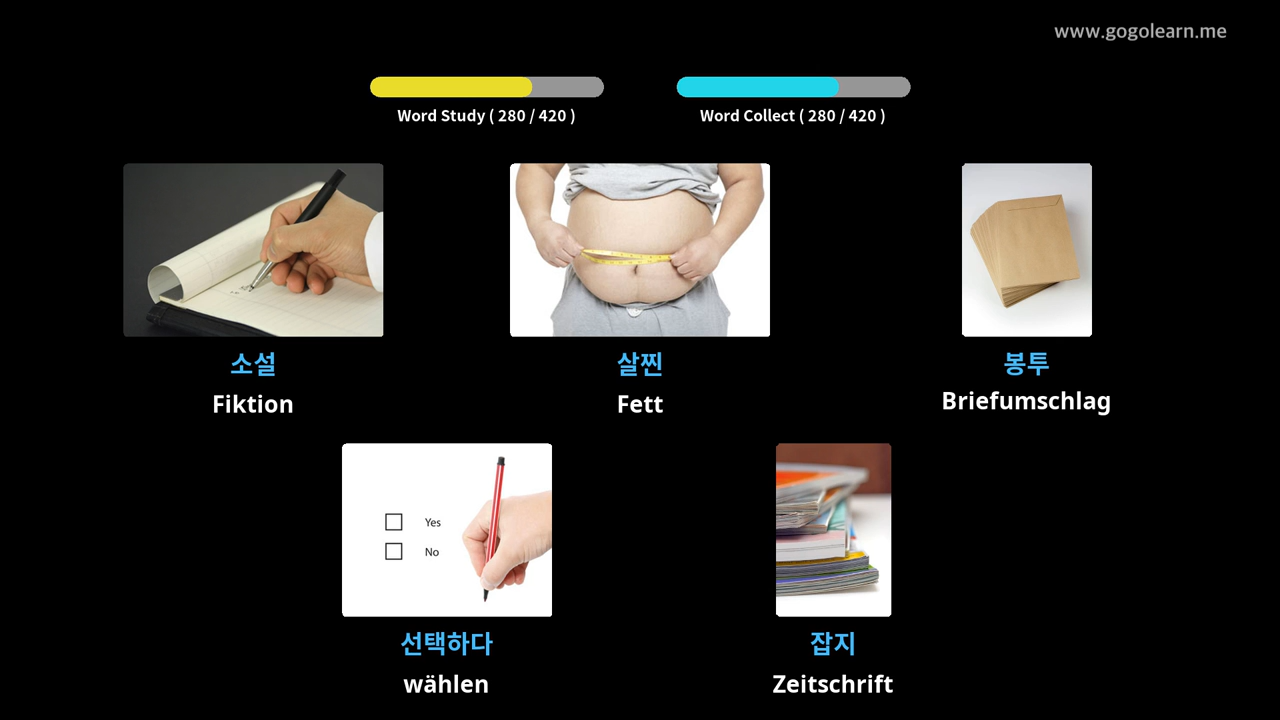 www.gogolearn.me
Word Study ( 280 / 420 )
Word Collect ( 280 / 420 )
소설
Fiktion
살찐
Fett
봉투
Briefumschlag
Yes
No
선택하다
wählen
잡지
Zeitschrift